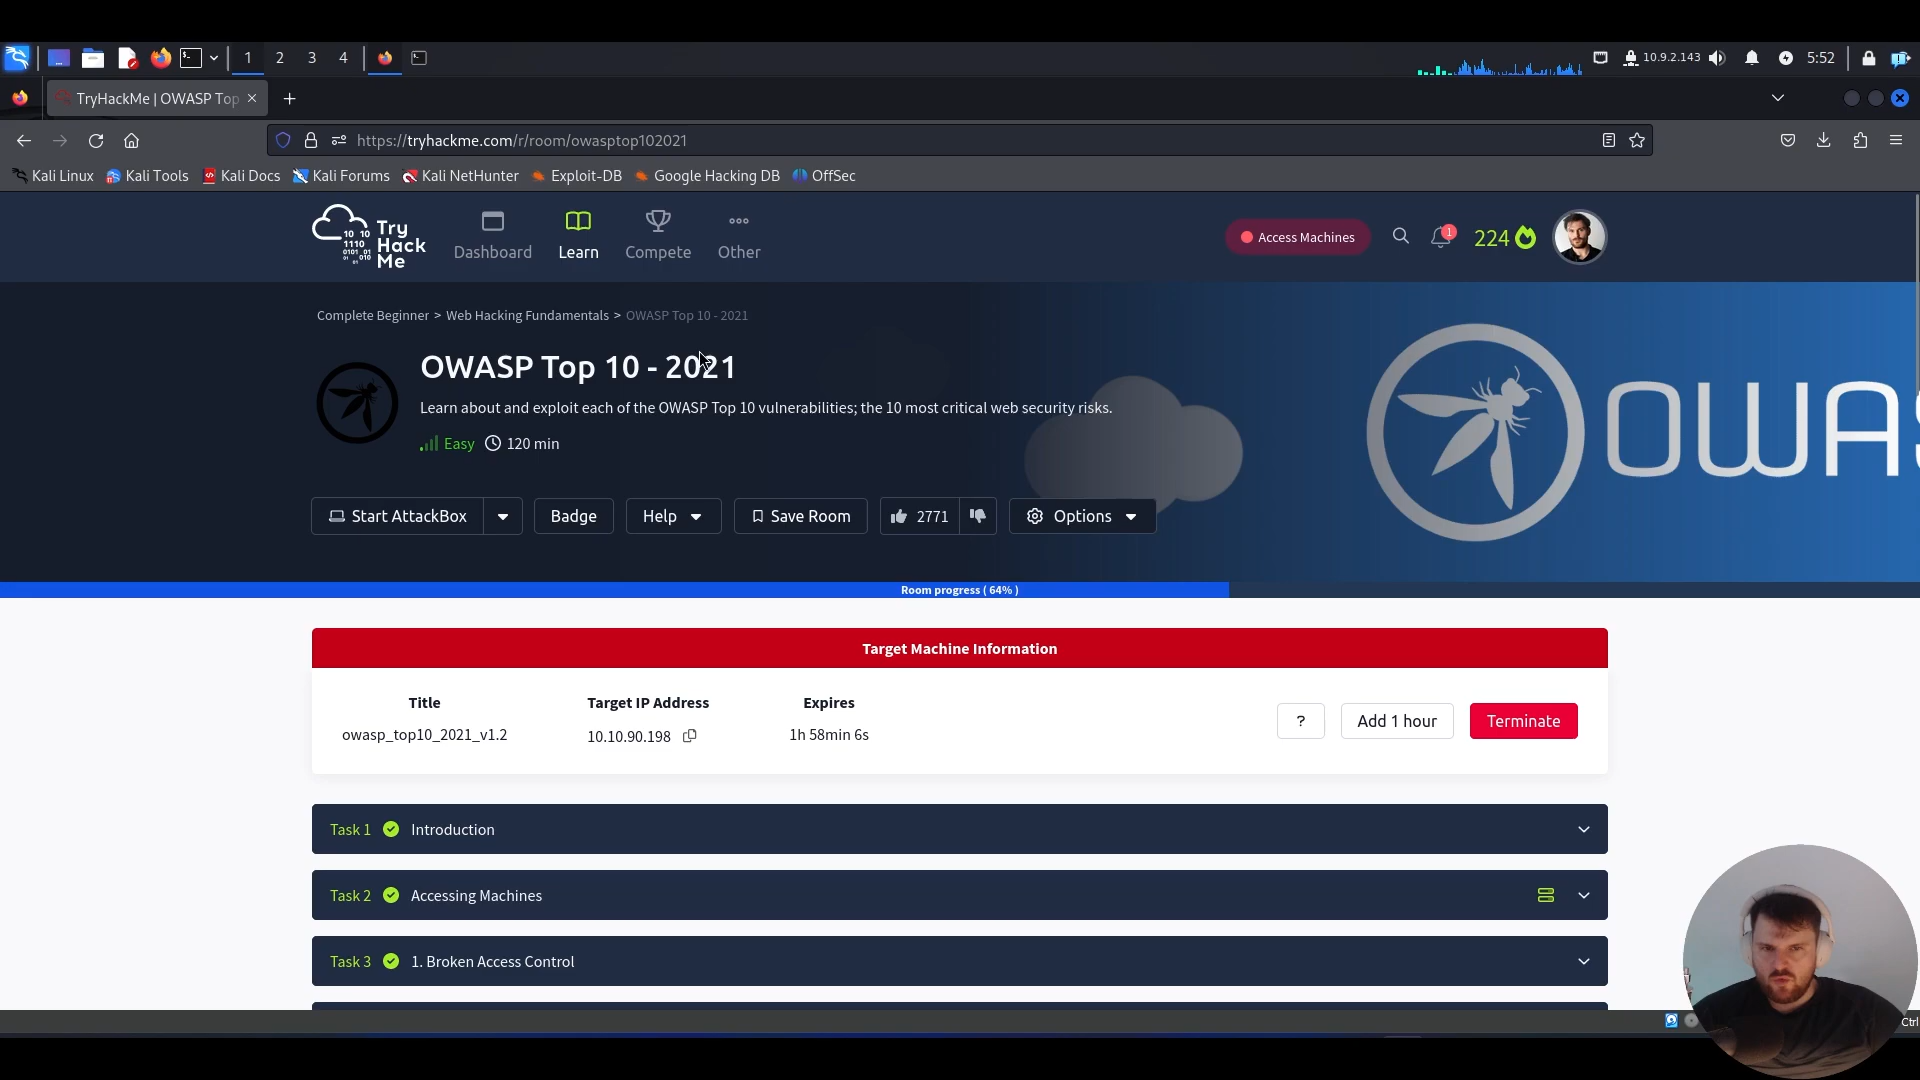 1 2 3 4 10.9.2.143 5:52
TryHackMe | OWASP Top
https://tryhackme.com/r/room/owasptop102021
Kali Linux Kali Tools Kali Docs Kali Forums Kali NetHunter Exploit-DB Google Hacking DB OffSec
Try
Hack
Me
Dashboard Learn Compete Other
Access Machines 1 224
Complete Beginner > Web Hacking Fundamentals > OWASP Top 10 - 2021
OWASP Top 10 - 2021
Learn about and exploit each of the OWASP Top 10 vulnerabilities; the 10 most critical web security risks.
Easy 120 min
OWAS
Start AttackBox Badge Help Save Room 2771 Options
Room progress ( 64% )
Target Machine Information
Title Target IP Address Expires
owasp_top10_2021_v1.2 10.10.90.198 1h 58min 6s
? Add 1 hour Terminate
Task 1 Introduction
Task 2 Accessing Machines
Task 3 1. Broken Access Control
Ctrl